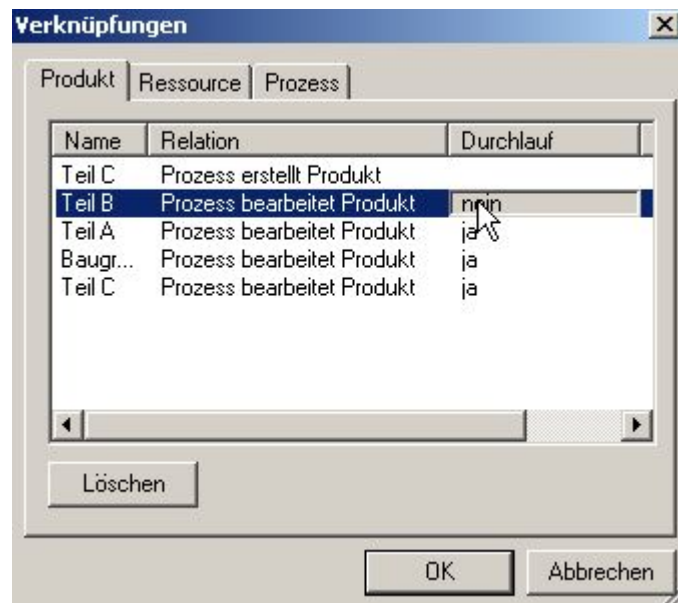 Verknüpfungen
Produkt Ressource Prozess
Name Relation Durchlauf
Teil C Prozess erstellt Produkt
Teil B Prozess bearbeitet Produkt nein
Teil A Prozess bearbeitet Produkt ja
Baugr... Prozess bearbeitet Produkt ja
Teil C Prozess bearbeitet Produkt ja
Löschen
OK Abbrechen